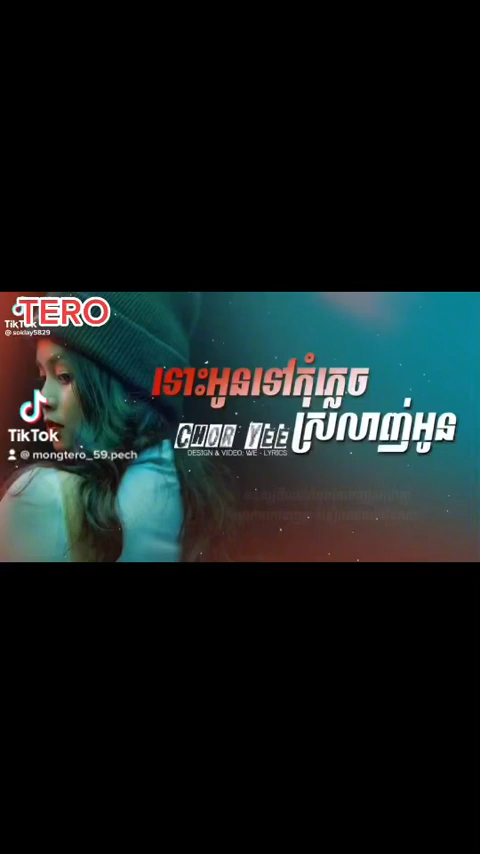 TERO
TikTok
@ soklay5829
ទោះអូនទៅកុំភ្លេច
CHOR YEE ស្រលាញ់អូន
DESIGN & VIDEO: WE - LYRICS
TikTok
@ mongtero_59.pech